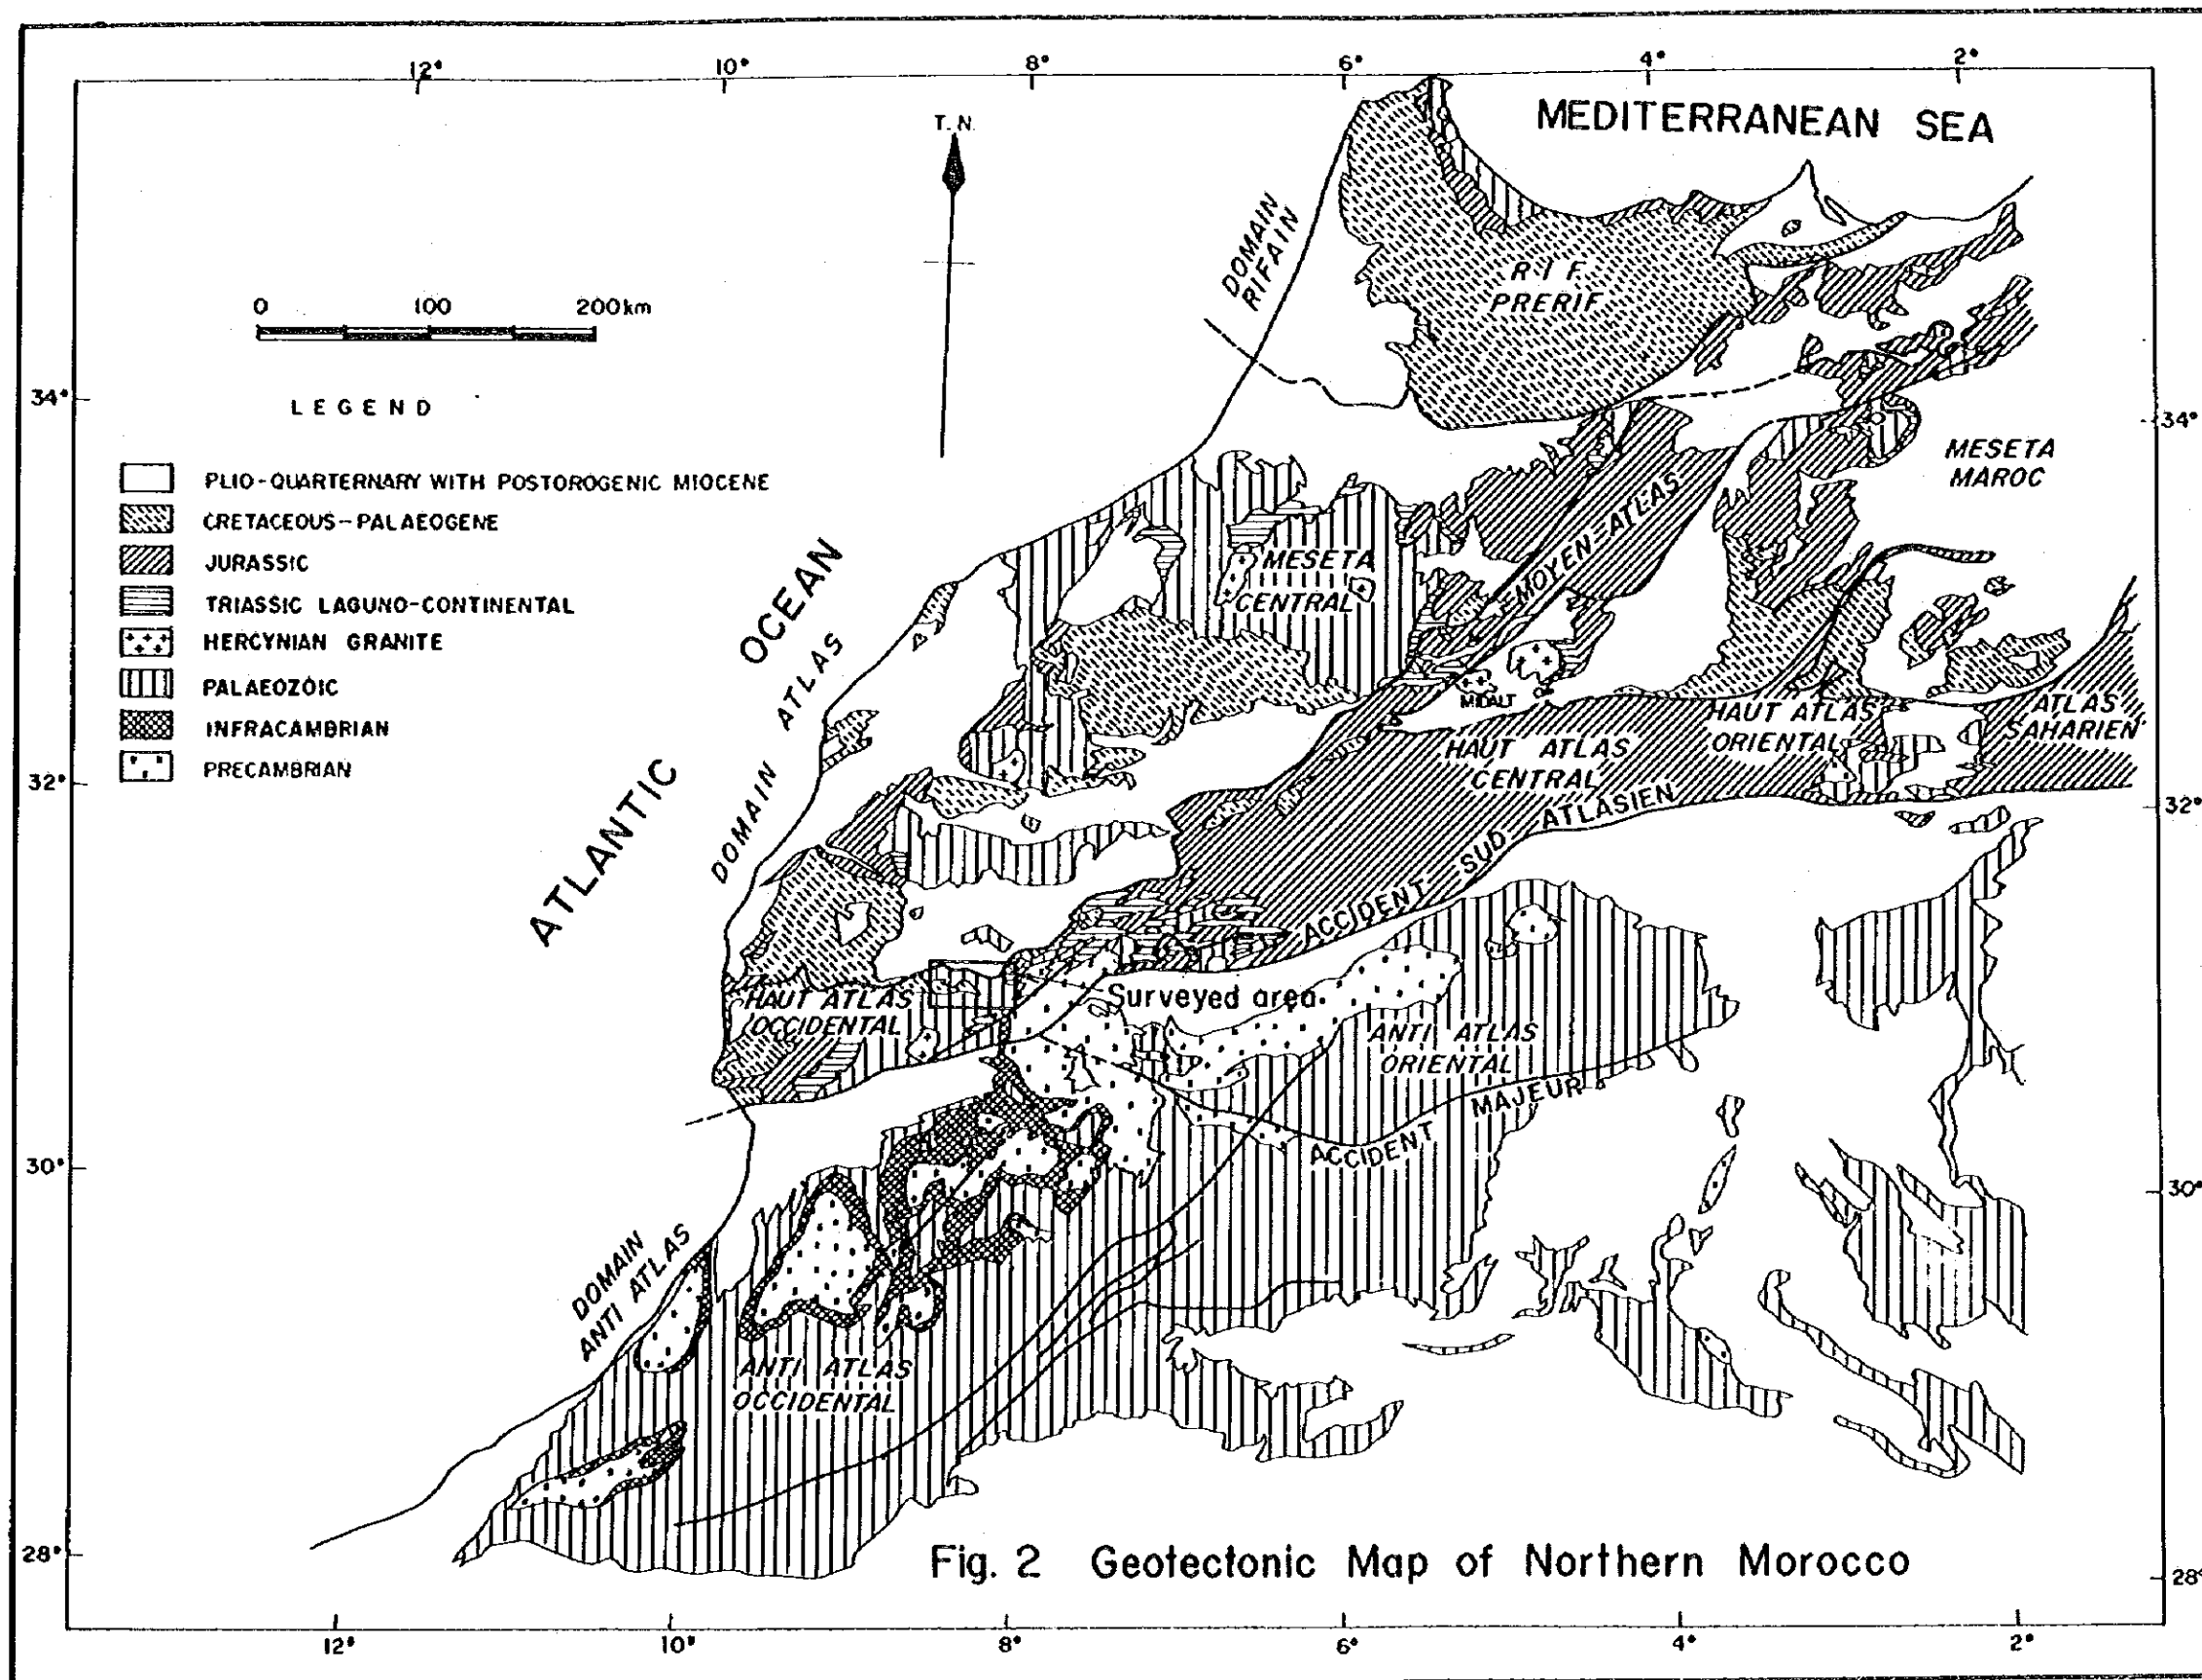 12° 10° 8° 6° 4° 2°
MEDITERRANEAN SEA
T. N.
DOMAIN
RIFAIN
RIF
PRERIF
0 100 200km
34°
34°
LEGEND
PLIO-QUARTERNARY WITH POSTOROGENIC MIOCENE
CRETACEOUS-PALAEOGENE
JURASSIC
TRIASSIC LAGUNO-CONTINENTAL
HERCYNIAN GRANITE
PALAEOZOIC
INFRACAMBRIAN
PRECAMBRIAN
MESETA
MAROC
MOYEN ATLAS
MESETA
CENTRAL
ATLANTIC OCEAN
DOMAIN ATLAS
MIDALT
HAUT ATLAS
ORIENTAL
ATLAS
SAHARIEN
HAUT ATLAS
CENTRAL
32°
32°
ACCIDENT SUD ATLASIEN
HAUT ATLAS
OCCIDENTAL
Surveyed area
ANTI ATLAS
ORIENTAL
ACCIDENT MAJEUR
30°
30°
DOMAIN
ANTI ATLAS
ANTI ATLAS
OCCIDENTAL
28°
28°
Fig. 2 Geotectonic Map of Northern Morocco
12° 10° 8° 6° 4° 2°